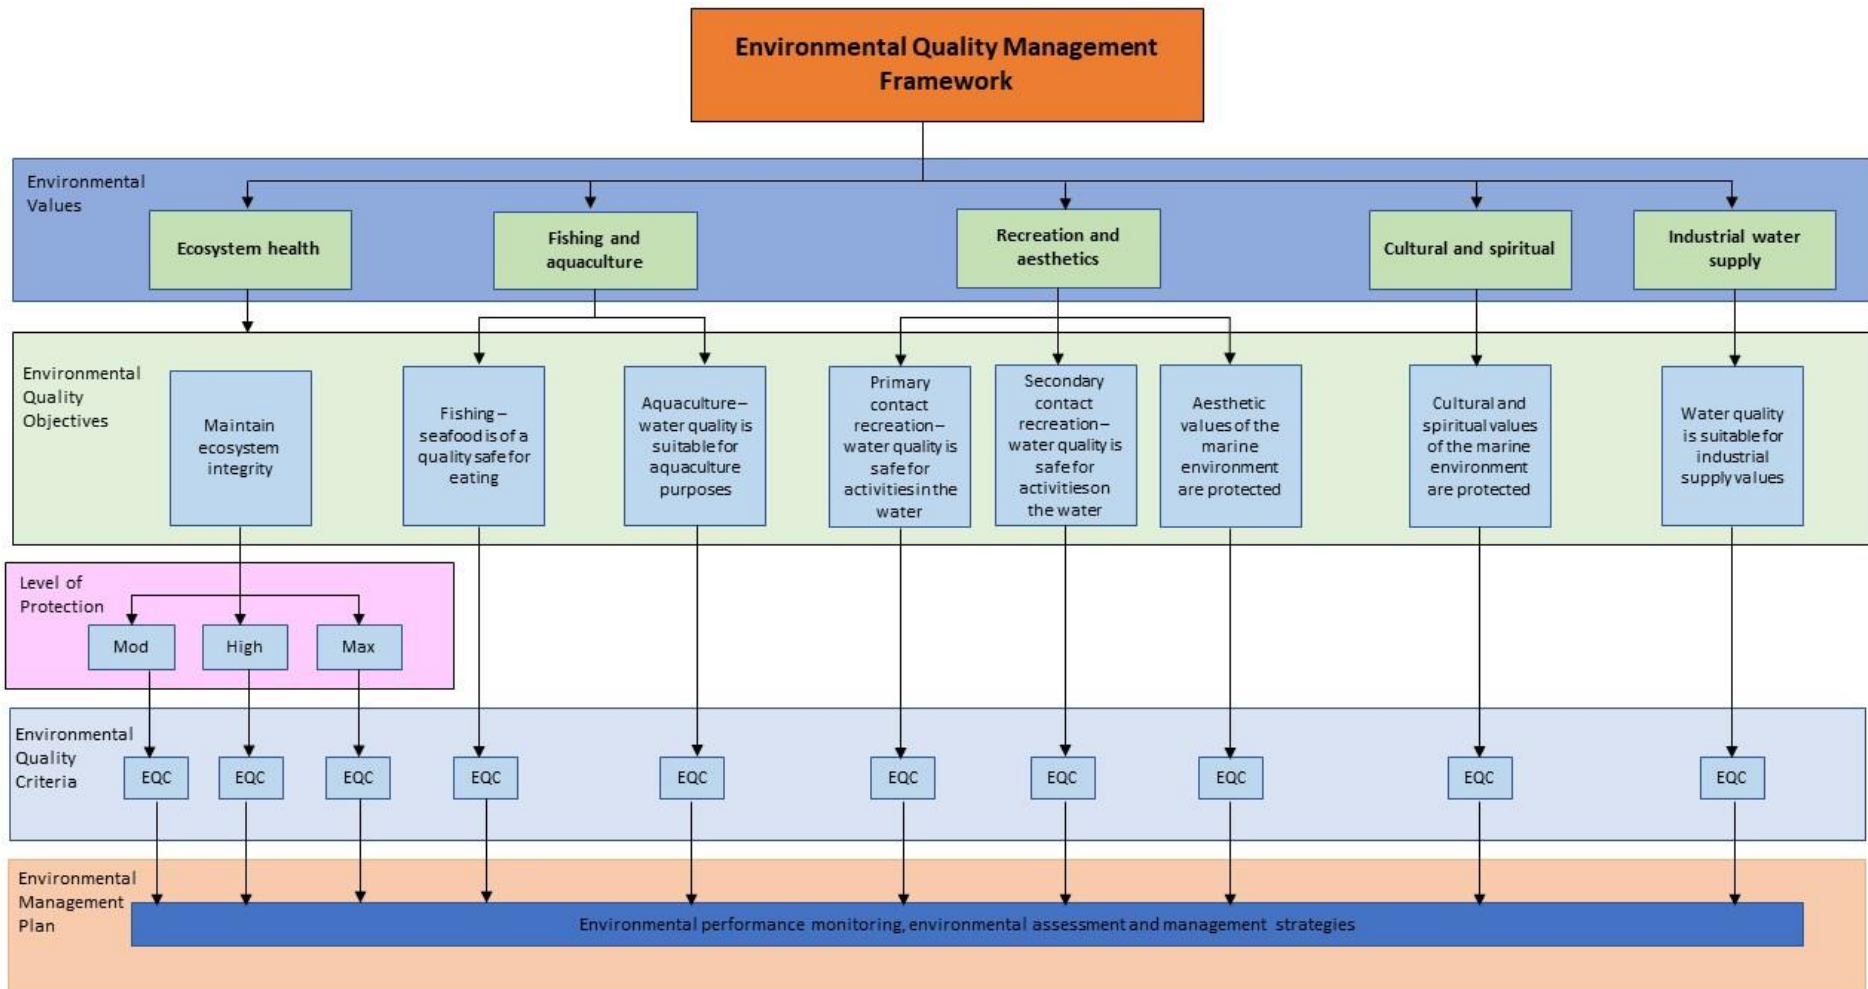 Environmental Quality Management
Framework
Environmental
Values
Ecosystem health
Fishing and
aquaculture
Recreation and
aesthetics
Cultural and spiritual
Industrial water
supply
Environmental
Quality
Objectives
Maintain
ecosystem
integrity
Fishing –
seafood is of a
quality safe for
eating
Aquaculture –
water quality is
suitable for
aquaculture
purposes
Primary
contact
recreation –
water quality is
safe for
activities in the
water
Secondary
contact
recreation –
water quality is
safe for
activities on
the water
Aesthetic
values of the
marine
environment
are protected
Cultural and
spiritual values
of the marine
environment
are protected
Water quality
is suitable for
industrial
supply values
Level of
Protection
Mod
High
Max
Environmental
Quality
Criteria
EQC
EQC
EQC
EQC
EQC
EQC
EQC
EQC
EQC
EQC
Environmental
Management
Plan
Environmental performance monitoring, environmental assessment and management strategies